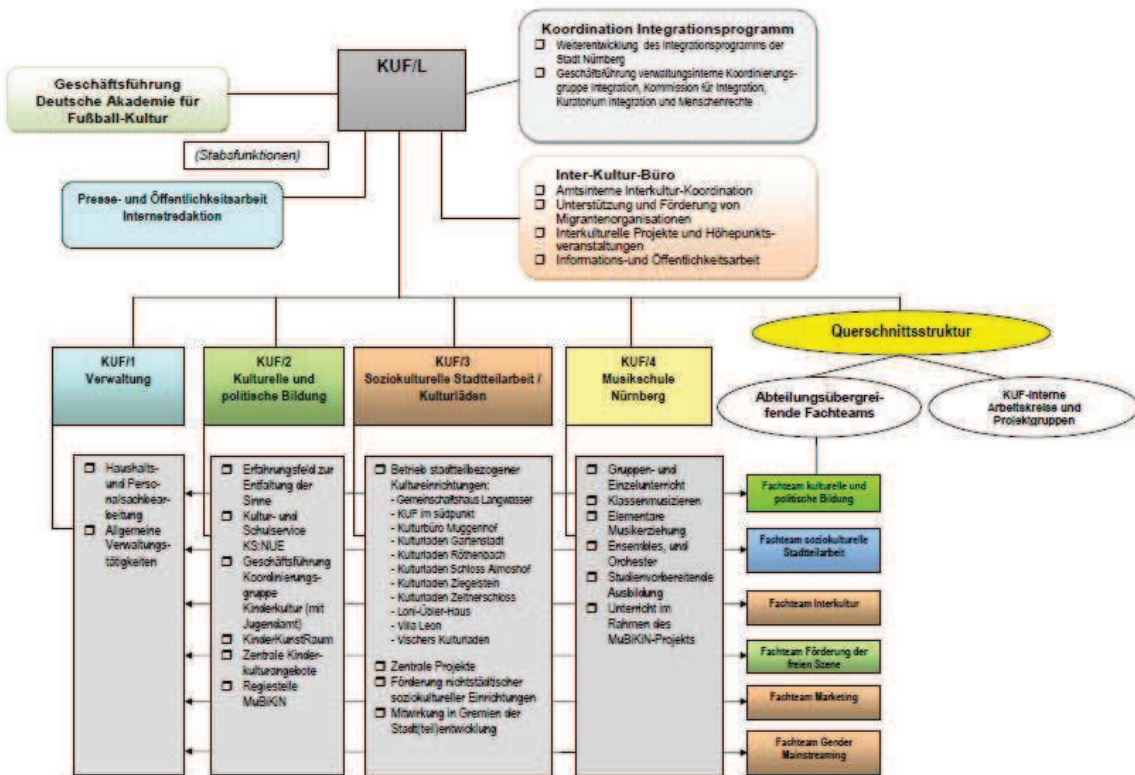 KUF/L
Koordination Integrationsprogramm
❑ Weiterentwicklung des Integrationsprogramms der
Stadt Nürnberg
❑ Geschäftsführung verwaltungsinterne Koordinierungs-
gruppe Integration, Kommission für Integration,
Kuratorium Integration und Menschenrechte
Geschäftsführung
Deutsche Akademie für
Fußball-Kultur
(Stabsfunktionen)
Presse- und Öffentlichkeitsarbeit
Internetredaktion
Inter-Kultur-Büro
❑ Amtsinterne Interkultur-Koordination
❑ Unterstützung und Förderung von
Migrantenorganisationen
❑ Interkulturelle Projekte und Höhepunkts-
veranstaltungen
❑ Informations-und Öffentlichkeitsarbeit
Querschnittsstruktur
Abteilungsübergrei-
fende Fachteams
KUF-interne
Arbeitskreise und
Projektgruppen
KUF/1
Verwaltung
❑ Haushalts-
und Perso-
nalsachbear-
beitung
❑ Allgemeine
Verwaltungs-
tätigkeiten
KUF/2
Kulturelle und
politische Bildung
❑ Erfahrungsfeld zur
Entfaltung der
Sinne
❑ Kultur- und
Schulservice
KS:NUE
❑ Geschäftsführung
Koordinierungs-
gruppe
Kinderkultur (mit
Jugendamt)
❑ KinderKunstRaum
❑ Zentrale Kinder-
kulturangebote
❑ Regiestelle
MuBiKiN
KUF/3
Soziokulturelle Stadtteilarbeit /
Kulturläden
❑ Betrieb stadtteilbezogener
Kultureinrichtungen:
- Gemeinschaftshaus Langwasser
- KUF im südpunkt
- Kulturbüro Muggenhof
- Kulturladen Gartenstadt
- Kulturladen Röthenbach
- Kulturladen Schloss Almoshof
- Kulturladen Ziegelstein
- Kulturladen Zeltnerschloss
- Loni-Übler-Haus
- Villa Leon
- Vischers Kulturladen
❑ Zentrale Projekte
❑ Förderung nichtstädtischer
soziokultureller Einrichtungen
❑ Mitwirkung in Gremien der
Stadt(teil)entwicklung
KUF/4
Musikschule
Nürnberg
❑ Gruppen- und
Einzelunterricht
❑ Klassenmusizieren
❑ Elementare
Musikerziehung
❑ Ensembles, und
Orchester
❑ Studienvorbereitende
Ausbildung
❑ Unterricht im
Rahmen des
MuBiKiN-Projekts
Fachteam kulturelle und
politische Bildung
Fachteam soziokulturelle
Stadtteilarbeit
Fachteam Interkultur
Fachteam Förderung der
freien Szene
Fachteam Marketing
Fachteam Gender
Mainstreaming